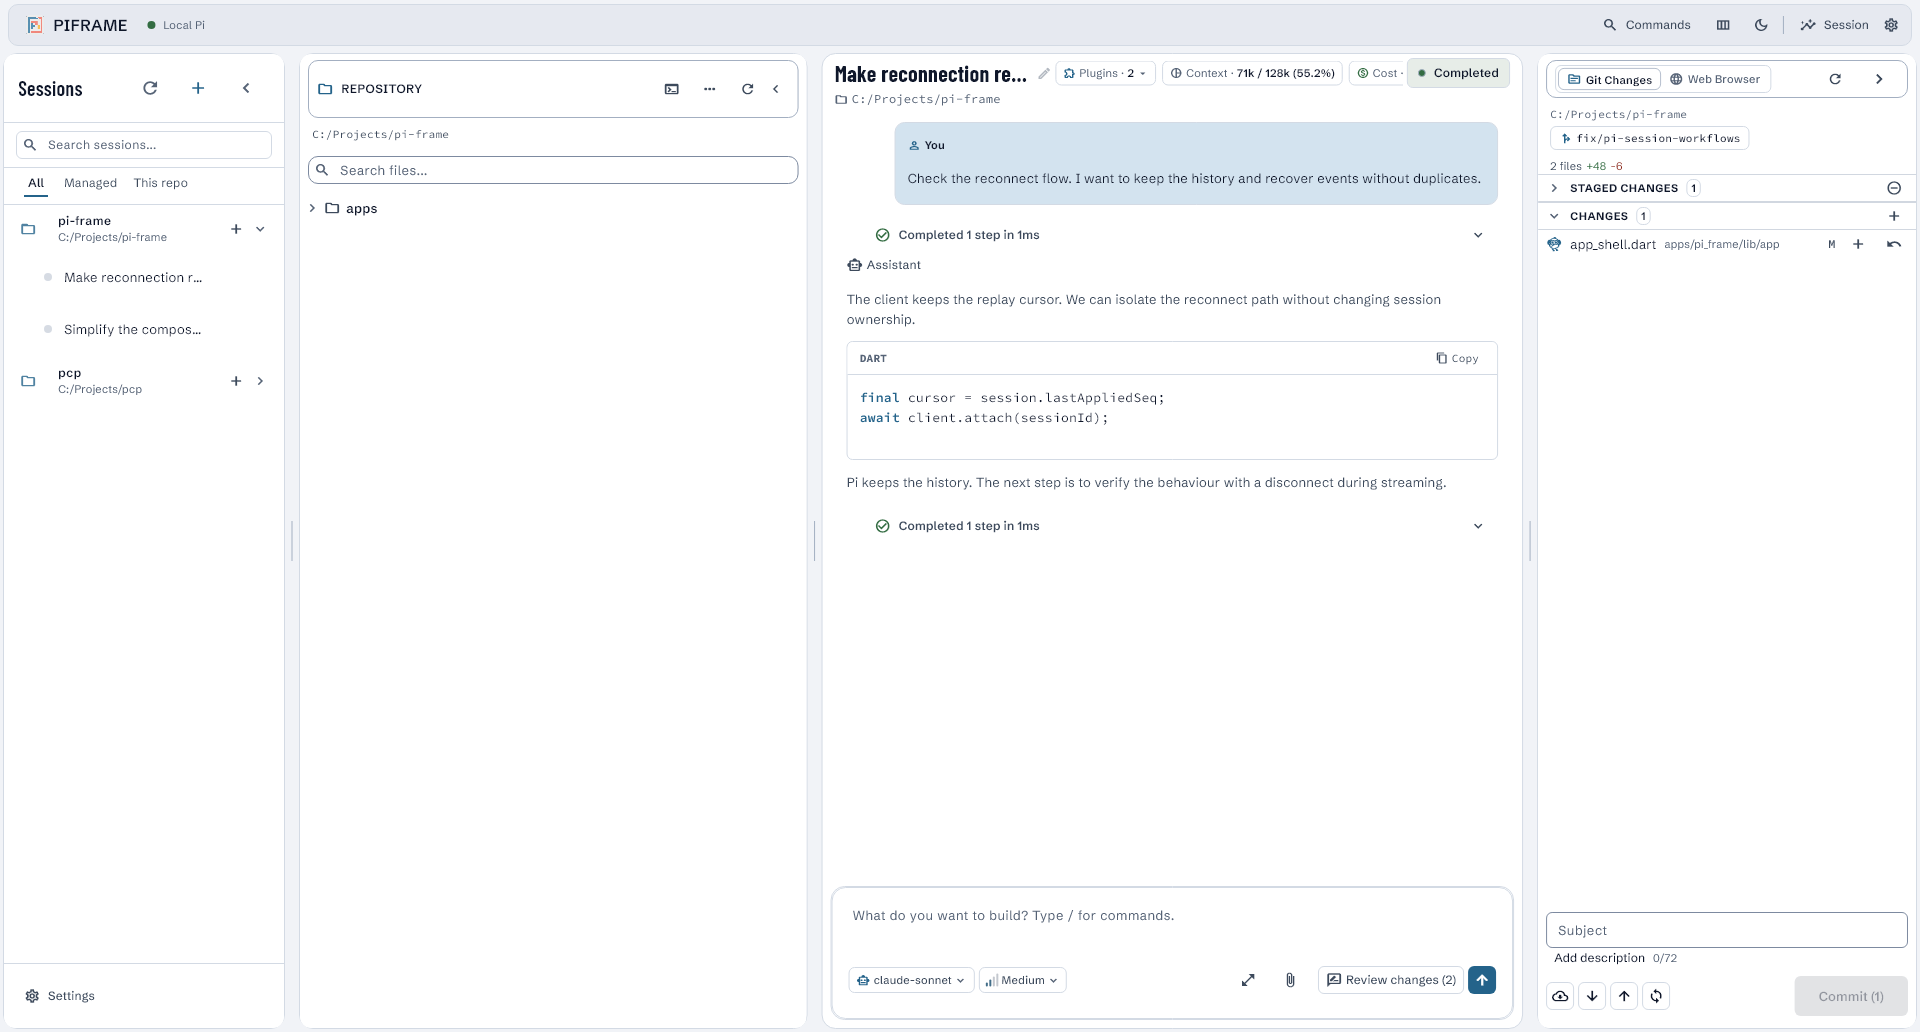 PIFRAME
Local Pi
Commands
Session
Sessions
Search sessions...
All
Managed
This repo
pi-frame
C:/Projects/pi-frame
Make reconnection r...
Simplify the compos...
pcp
C:/Projects/pcp
Settings
REPOSITORY
C:/Projects/pi-frame
Search files...
apps
Make reconnection re...
Plugins · 2
Context · 71k / 128k (55.2%)
Cost ·
Completed
C:/Projects/pi-frame
You
Check the reconnect flow. I want to keep the history and recover events without duplicates.
Completed 1 step in 1ms
Assistant
The client keeps the replay cursor. We can isolate the reconnect path without changing session
ownership.
DART
Copy
final cursor = session.lastAppliedSeq;
await client.attach(sessionId);
Pi keeps the history. The next step is to verify the behaviour with a disconnect during streaming.
Completed 1 step in 1ms
What do you want to build? Type / for commands.
claude-sonnet
Medium
Review changes (2)
Git Changes
Web Browser
C:/Projects/pi-frame
fix/pi-session-workflows
2 files +48 -6
STAGED CHANGES 1
CHANGES 1
app_shell.dart apps/pi_frame/lib/app M
Subject
Add description 0/72
Commit (1)